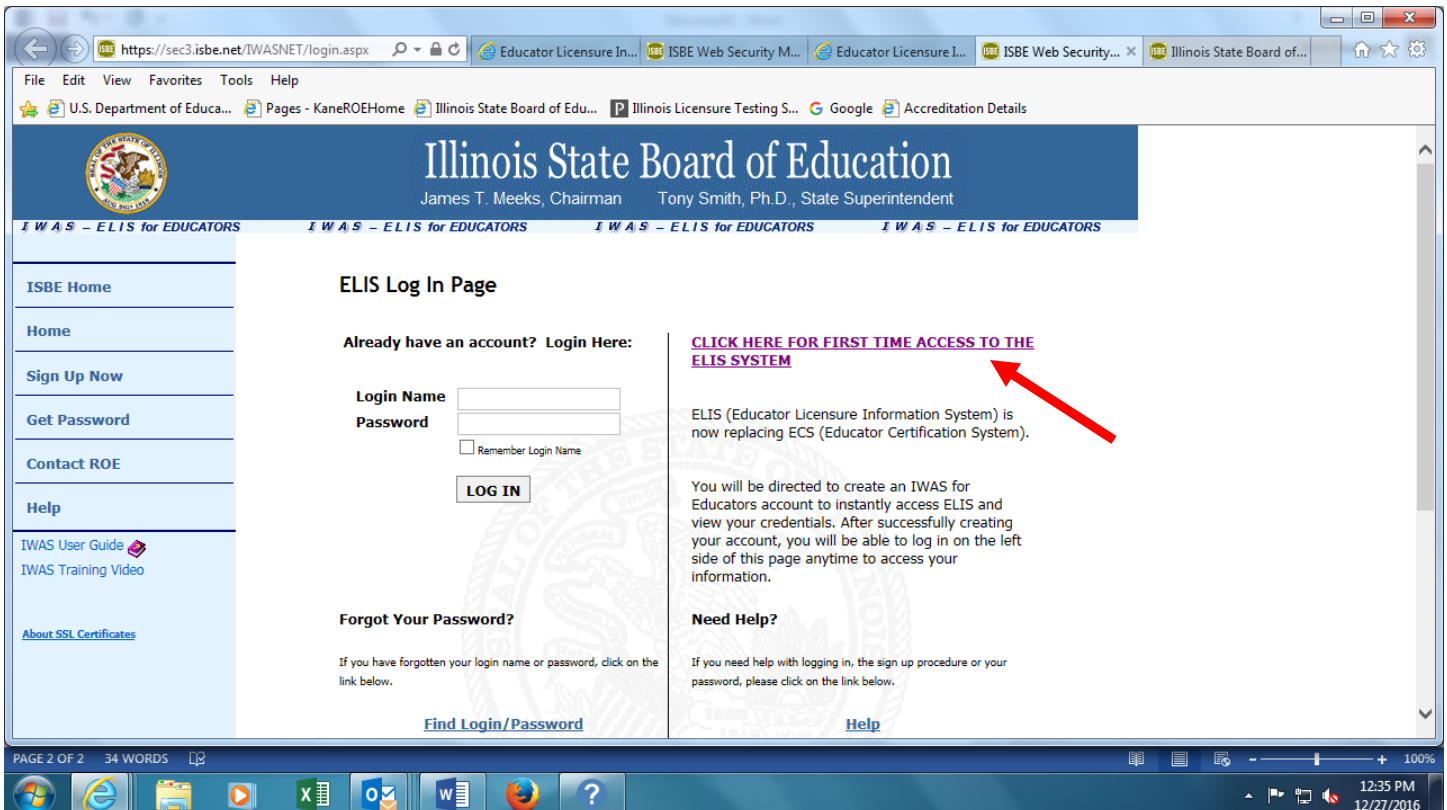 https://sec3.isbe.net/IWASNET/login.aspx
Educator Licensure In...
ISBE Web Security M...
Educator Licensure I...
ISBE Web Security...
Illinois State Board of...
File Edit View Favorites Tools Help
U.S. Department of Educa...
Pages - KaneROEHome
Illinois State Board of Edu...
Illinois Licensure Testing S...
Google
Accreditation Details
Illinois State Board of Education
James T. Meeks, Chairman Tony Smith, Ph.D., State Superintendent
I W A S – E L I S for EDUCATORS I W A S – E L I S for EDUCATORS I W A S – E L I S for EDUCATORS I W A S – E L I S for EDUCATORS
ISBE Home
Home
Sign Up Now
Get Password
Contact ROE
Help
IWAS User Guide
IWAS Training Video
About SSL Certificates
ELIS Log In Page
Already have an account? Login Here:
Login Name
Password
Remember Login Name
LOG IN
Forgot Your Password?
If you have forgotten your login name or password, click on the
link below.
Find Login/Password
CLICK HERE FOR FIRST TIME ACCESS TO THE
ELIS SYSTEM
ELIS (Educator Licensure Information System) is
now replacing ECS (Educator Certification System).
You will be directed to create an IWAS for
Educators account to instantly access ELIS and
view your credentials. After successfully creating
your account, you will be able to log in on the left
side of this page anytime to access your
information.
Need Help?
If you need help with logging in, the sign up procedure or your
password, please click on the link below.
Help
PAGE 2 OF 2 34 WORDS
100%
12:35 PM
12/27/2016